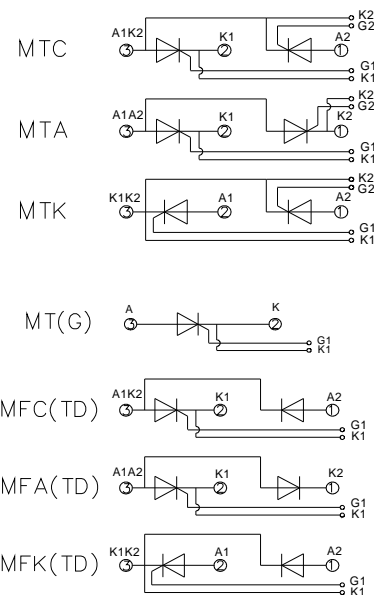 K2
G2
A1K2 K1 A2
MTC 3 2 1
G1
K1
K2
G2
A1A2 K1 K2
MTA 3 2 1
G1
K1
K2
G2
K1K2 A1 A2
MTK 3 2 1
G1
K1
A K
MT(G) 3 2
G1
K1
A1K2 K1 A2
MFC(TD) 3 2 1
G1
K1
A1A2 K1 K2
MFA(TD) 3 2 1
G1
K1
K1K2 A1 A2
MFK(TD) 3 2 1
G1
K1